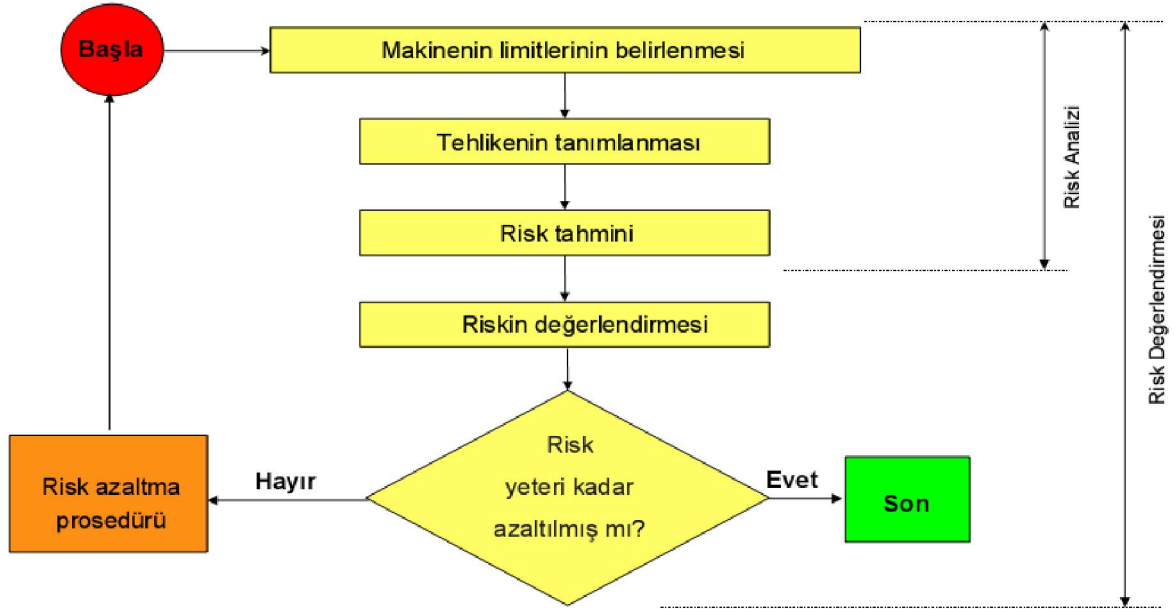 Başla
Makinenin limitlerinin belirlenmesi
Tehlikenin tanımlanması
Risk tahmini
Riskin değerlendirmesi
Risk
yeteri kadar
azaltılmış mı?
Hayır
Evet
Risk azaltma
prosedürü
Son
Risk Analizi
Risk Değerlendirmesi